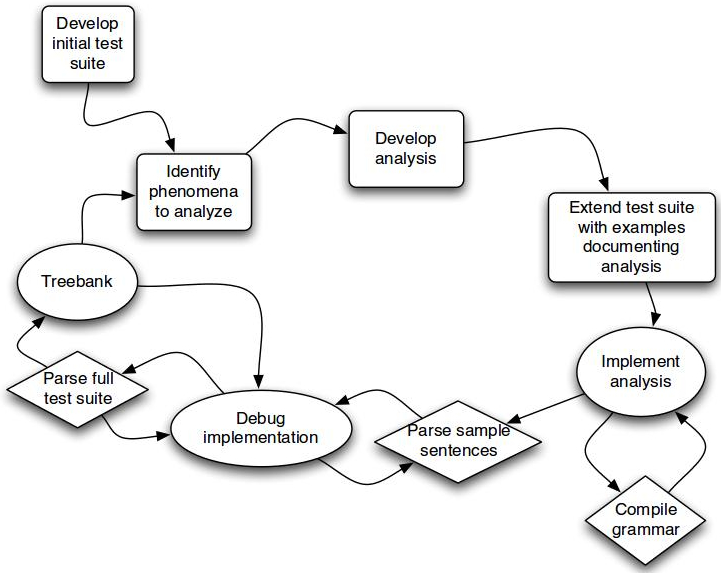 Develop
initial test
suite
Identify
phenomena
to analyze
Develop
analysis
Extend test suite
with examples
documenting
analysis
Treebank
Implement
analysis
Parse full
test suite
Debug
implementation
Parse sample
sentences
Compile
grammar